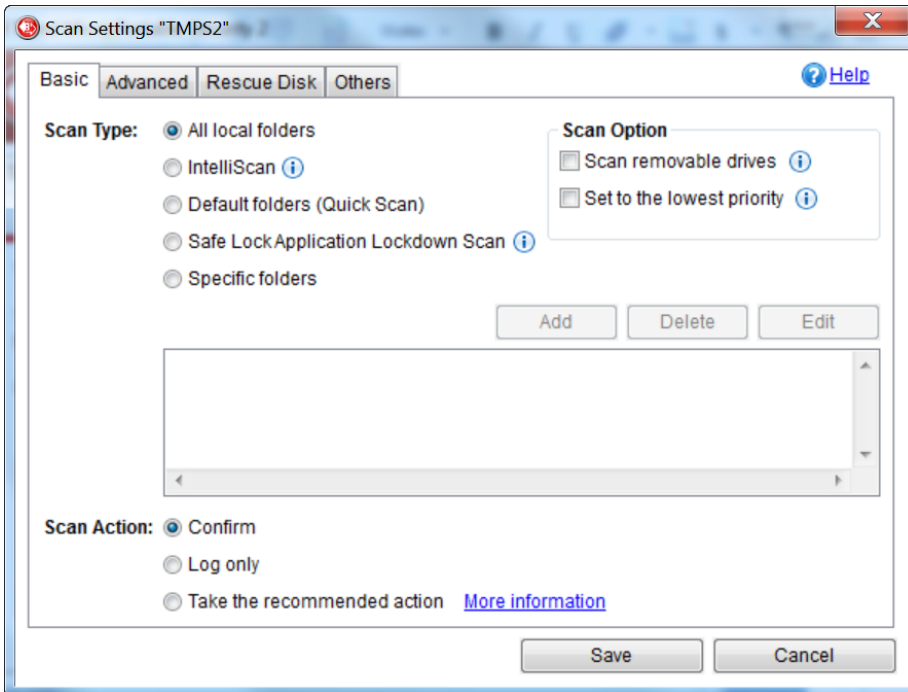 Scan Settings "TMPS2"
Basic
Advanced
Rescue Disk
Others
Help
Scan Type:
All local folders
IntelliScan
Default folders (Quick Scan)
Safe Lock Application Lockdown Scan
Specific folders
Scan Option
Scan removable drives
Set to the lowest priority
Add
Delete
Edit
Scan Action:
Confirm
Log only
Take the recommended action
More information
Save
Cancel